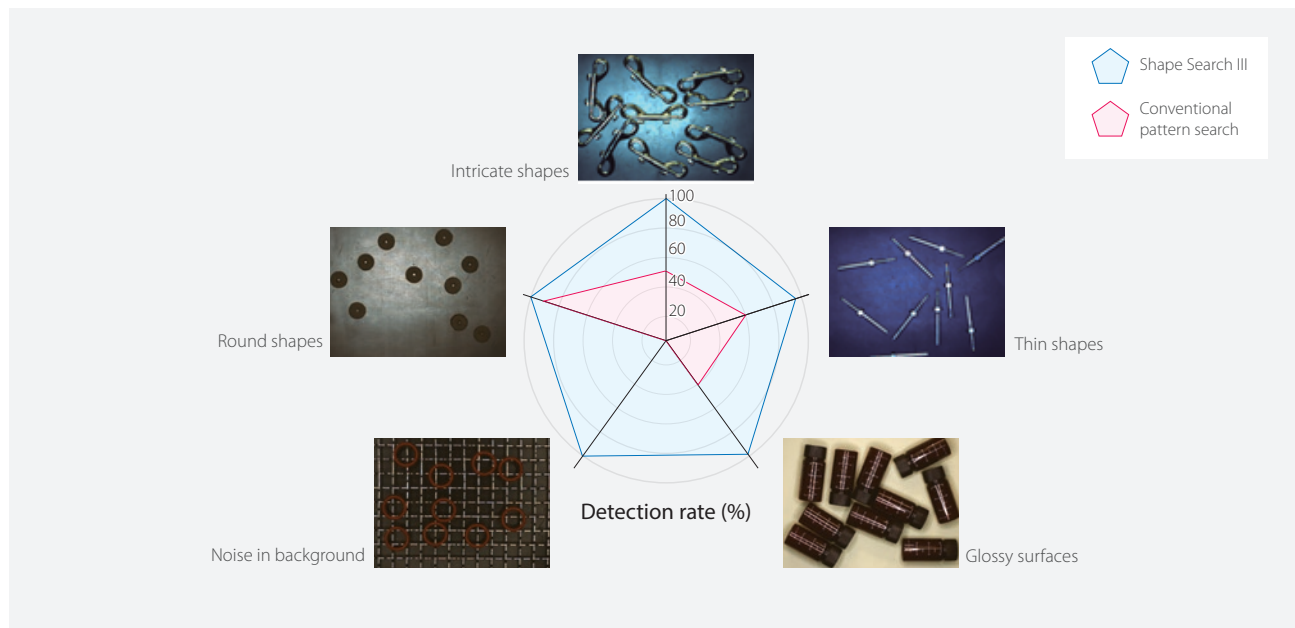 Shape Search III
Conventional
pattern search
Intricate shapes
100
80
60
40
20
Round shapes
Thin shapes
Detection rate (%)
Noise in background
Glossy surfaces